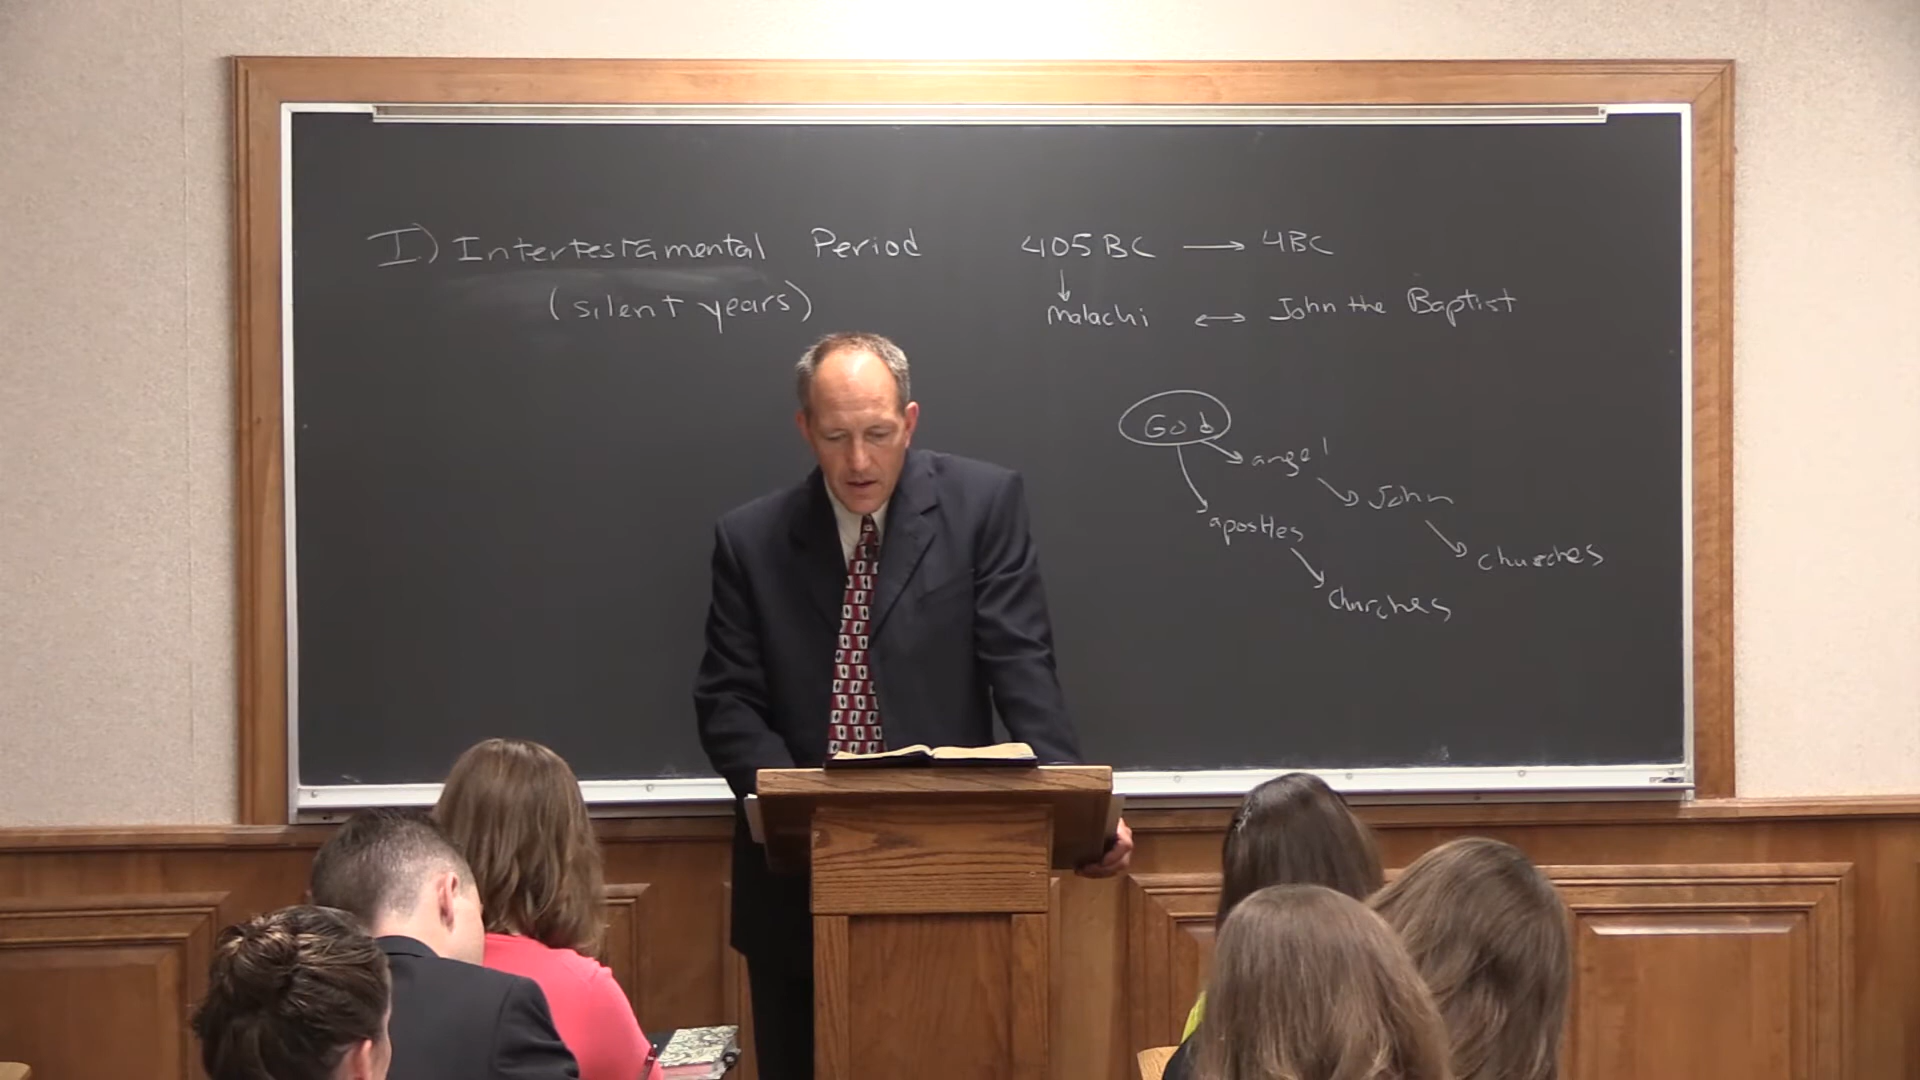 I.) Intertestamental Period 405 BC → 4BC
↓
(silent years) Malachi ↔ John the Baptist
God
angel
John
apostles
churches
churches